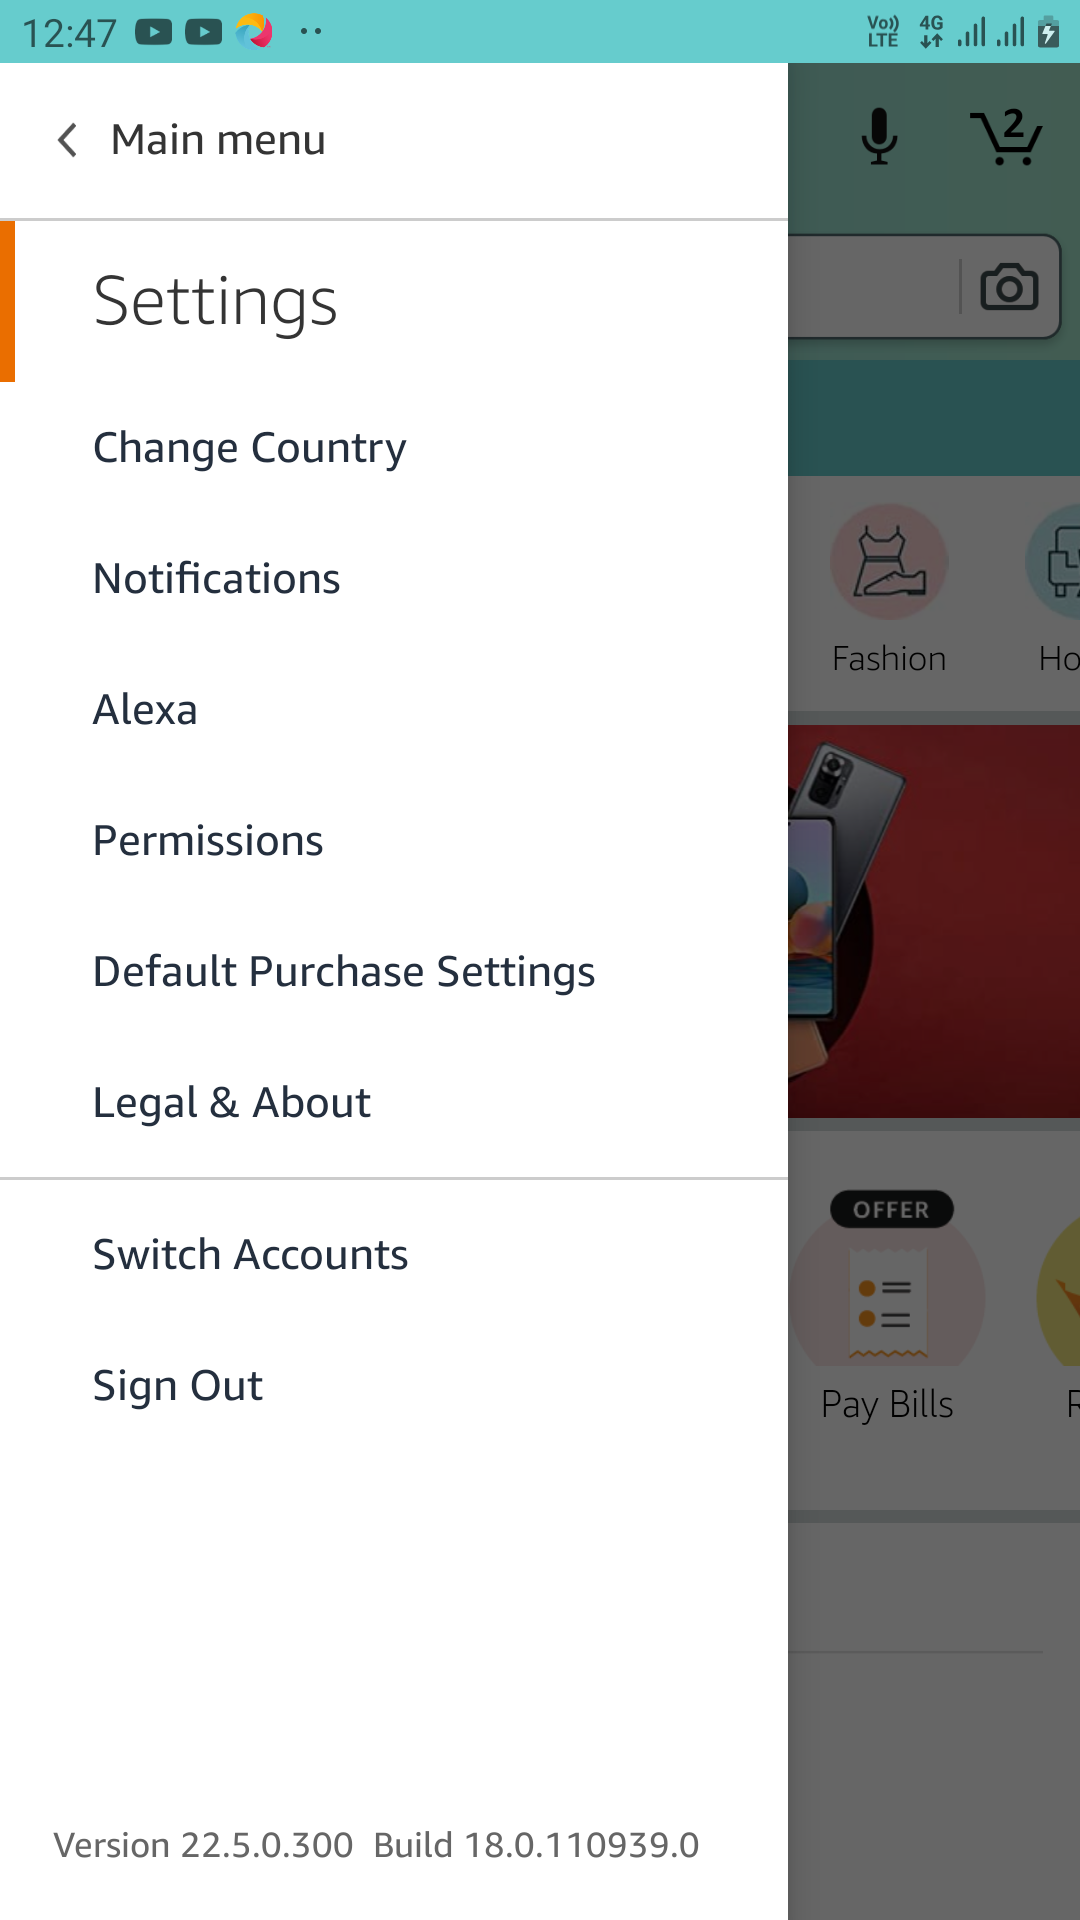 12:47
Vo)) LTE 4G
Main menu
2
Settings
Change Country
Notifications
Alexa
Fashion
Ho
Permissions
Default Purchase Settings
Legal & About
OFFER
Switch Accounts
Sign Out
Pay Bills
R
Version 22.5.0.300 Build 18.0.110939.0